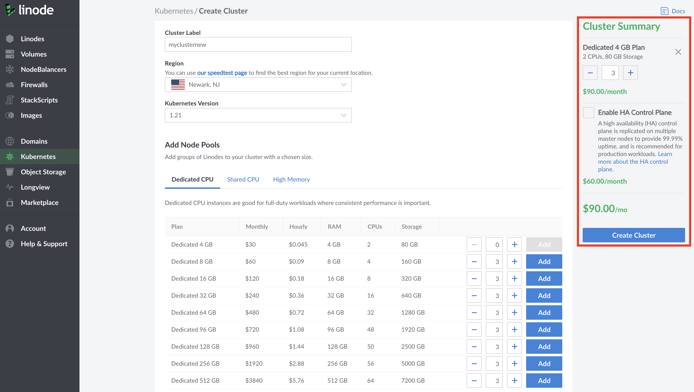 linode
Linodes
Volumes
NodeBalancers
Firewalls
StackScripts
Images
Domains
Kubernetes
Object Storage
Longview
Marketplace
Account
Help & Support
Kubernetes / Create Cluster
Docs
Cluster Label
myclusternew
Region
You can use our speedtest page to find the best region for your current location.
Newark, NJ
Kubernetes Version
1.21
Add Node Pools
Add groups of Linodes to your cluster with a chosen size.
Dedicated CPU Shared CPU High Memory
Dedicated CPU instances are good for full-duty workloads where consistent performance is important.
Plan Monthly Hourly RAM CPUs Storage
Dedicated 4 GB $30 $0.045 4 GB 2 80 GB − 0 + Add
Dedicated 8 GB $60 $0.09 8 GB 4 160 GB − 3 + Add
Dedicated 16 GB $120 $0.18 16 GB 8 320 GB − 3 + Add
Dedicated 32 GB $240 $0.36 32 GB 16 640 GB − 3 + Add
Dedicated 64 GB $480 $0.72 64 GB 32 1280 GB − 3 + Add
Dedicated 96 GB $720 $1.08 96 GB 48 1920 GB − 3 + Add
Dedicated 128 GB $960 $1.44 128 GB 50 2500 GB − 3 + Add
Dedicated 256 GB $1920 $2.88 256 GB 56 5000 GB − 3 + Add
Dedicated 512 GB $3840 $5.76 512 GB 64 7200 GB − 3 + Add
Cluster Summary
Dedicated 4 GB Plan
2 CPUs, 80 GB Storage
− 3 +
$90.00/month
Enable HA Control Plane
A high availability (HA) control
plane is replicated on multiple
master nodes to provide 99.99%
uptime, and is recommended for
production workloads. Learn
more about the HA control
plane.
$60.00/month
$90.00/mo
Create Cluster